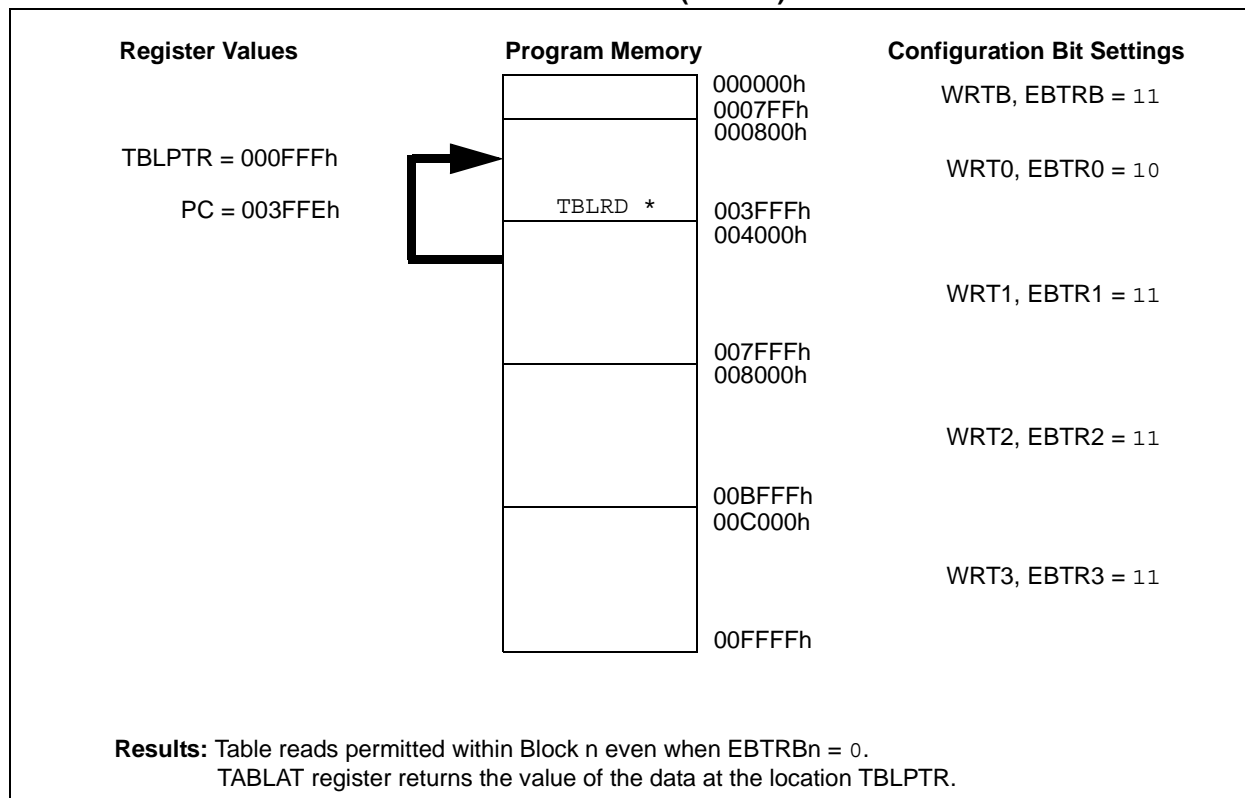 Register Values Program Memory Configuration Bit Settings
000000h
WRTB, EBTRB = 11
0007FFh
000800h
TBLPTR = 000FFFh
WRT0, EBTR0 = 10
PC = 003FFEh
TBLRD *
003FFFh
004000h
WRT1, EBTR1 = 11
007FFFh
008000h
WRT2, EBTR2 = 11
00BFFFh
00C000h
WRT3, EBTR3 = 11
00FFFFh
Results: Table reads permitted within Block n even when EBTRBn = 0.
TABLAT register returns the value of the data at the location TBLPTR.